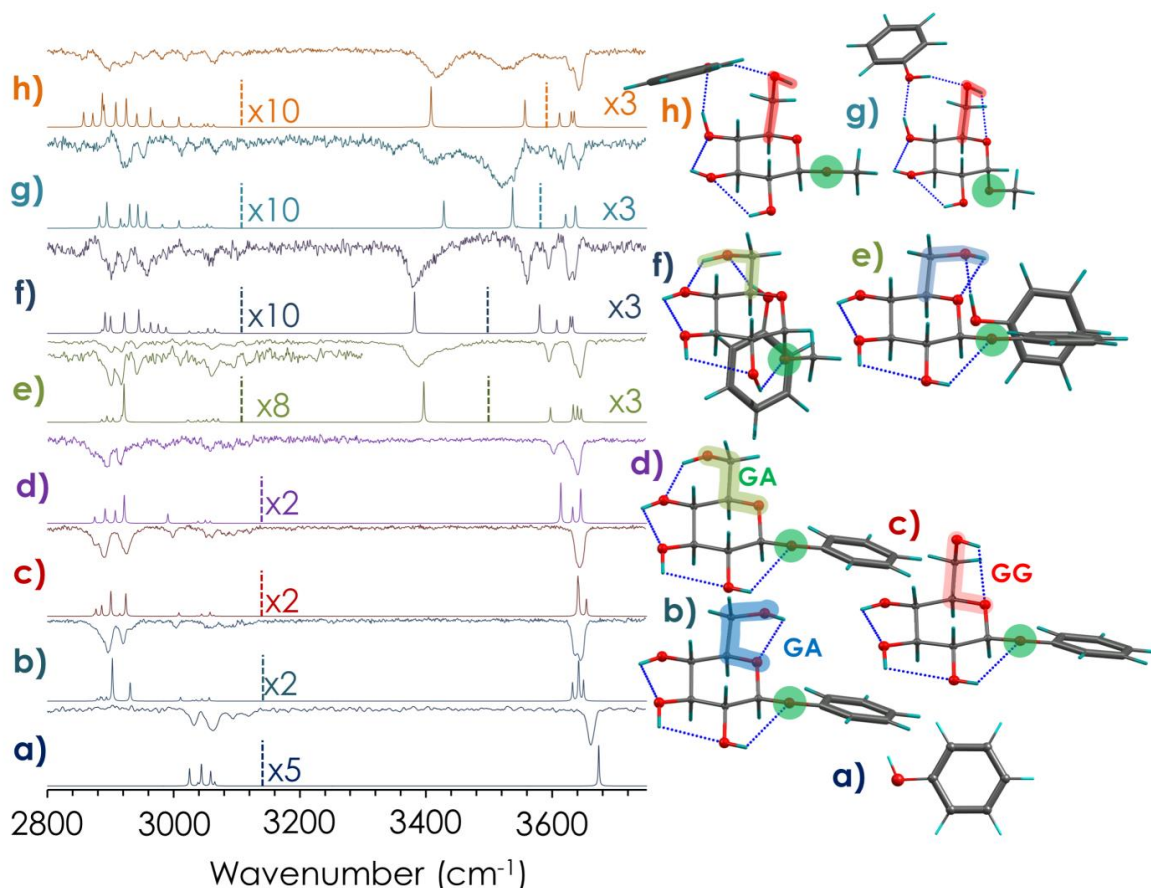 h)
x10
x3
g)
x10
x3
f)
x10
x3
e)
x8
x3
d)
x2
c)
x2
b)
x2
a)
x5
2800 3000 3200 3400 3600
Wavenumber (cm-1)
h)
g)
f)
e)
d)
GA
c)
GG
b)
GA
a)